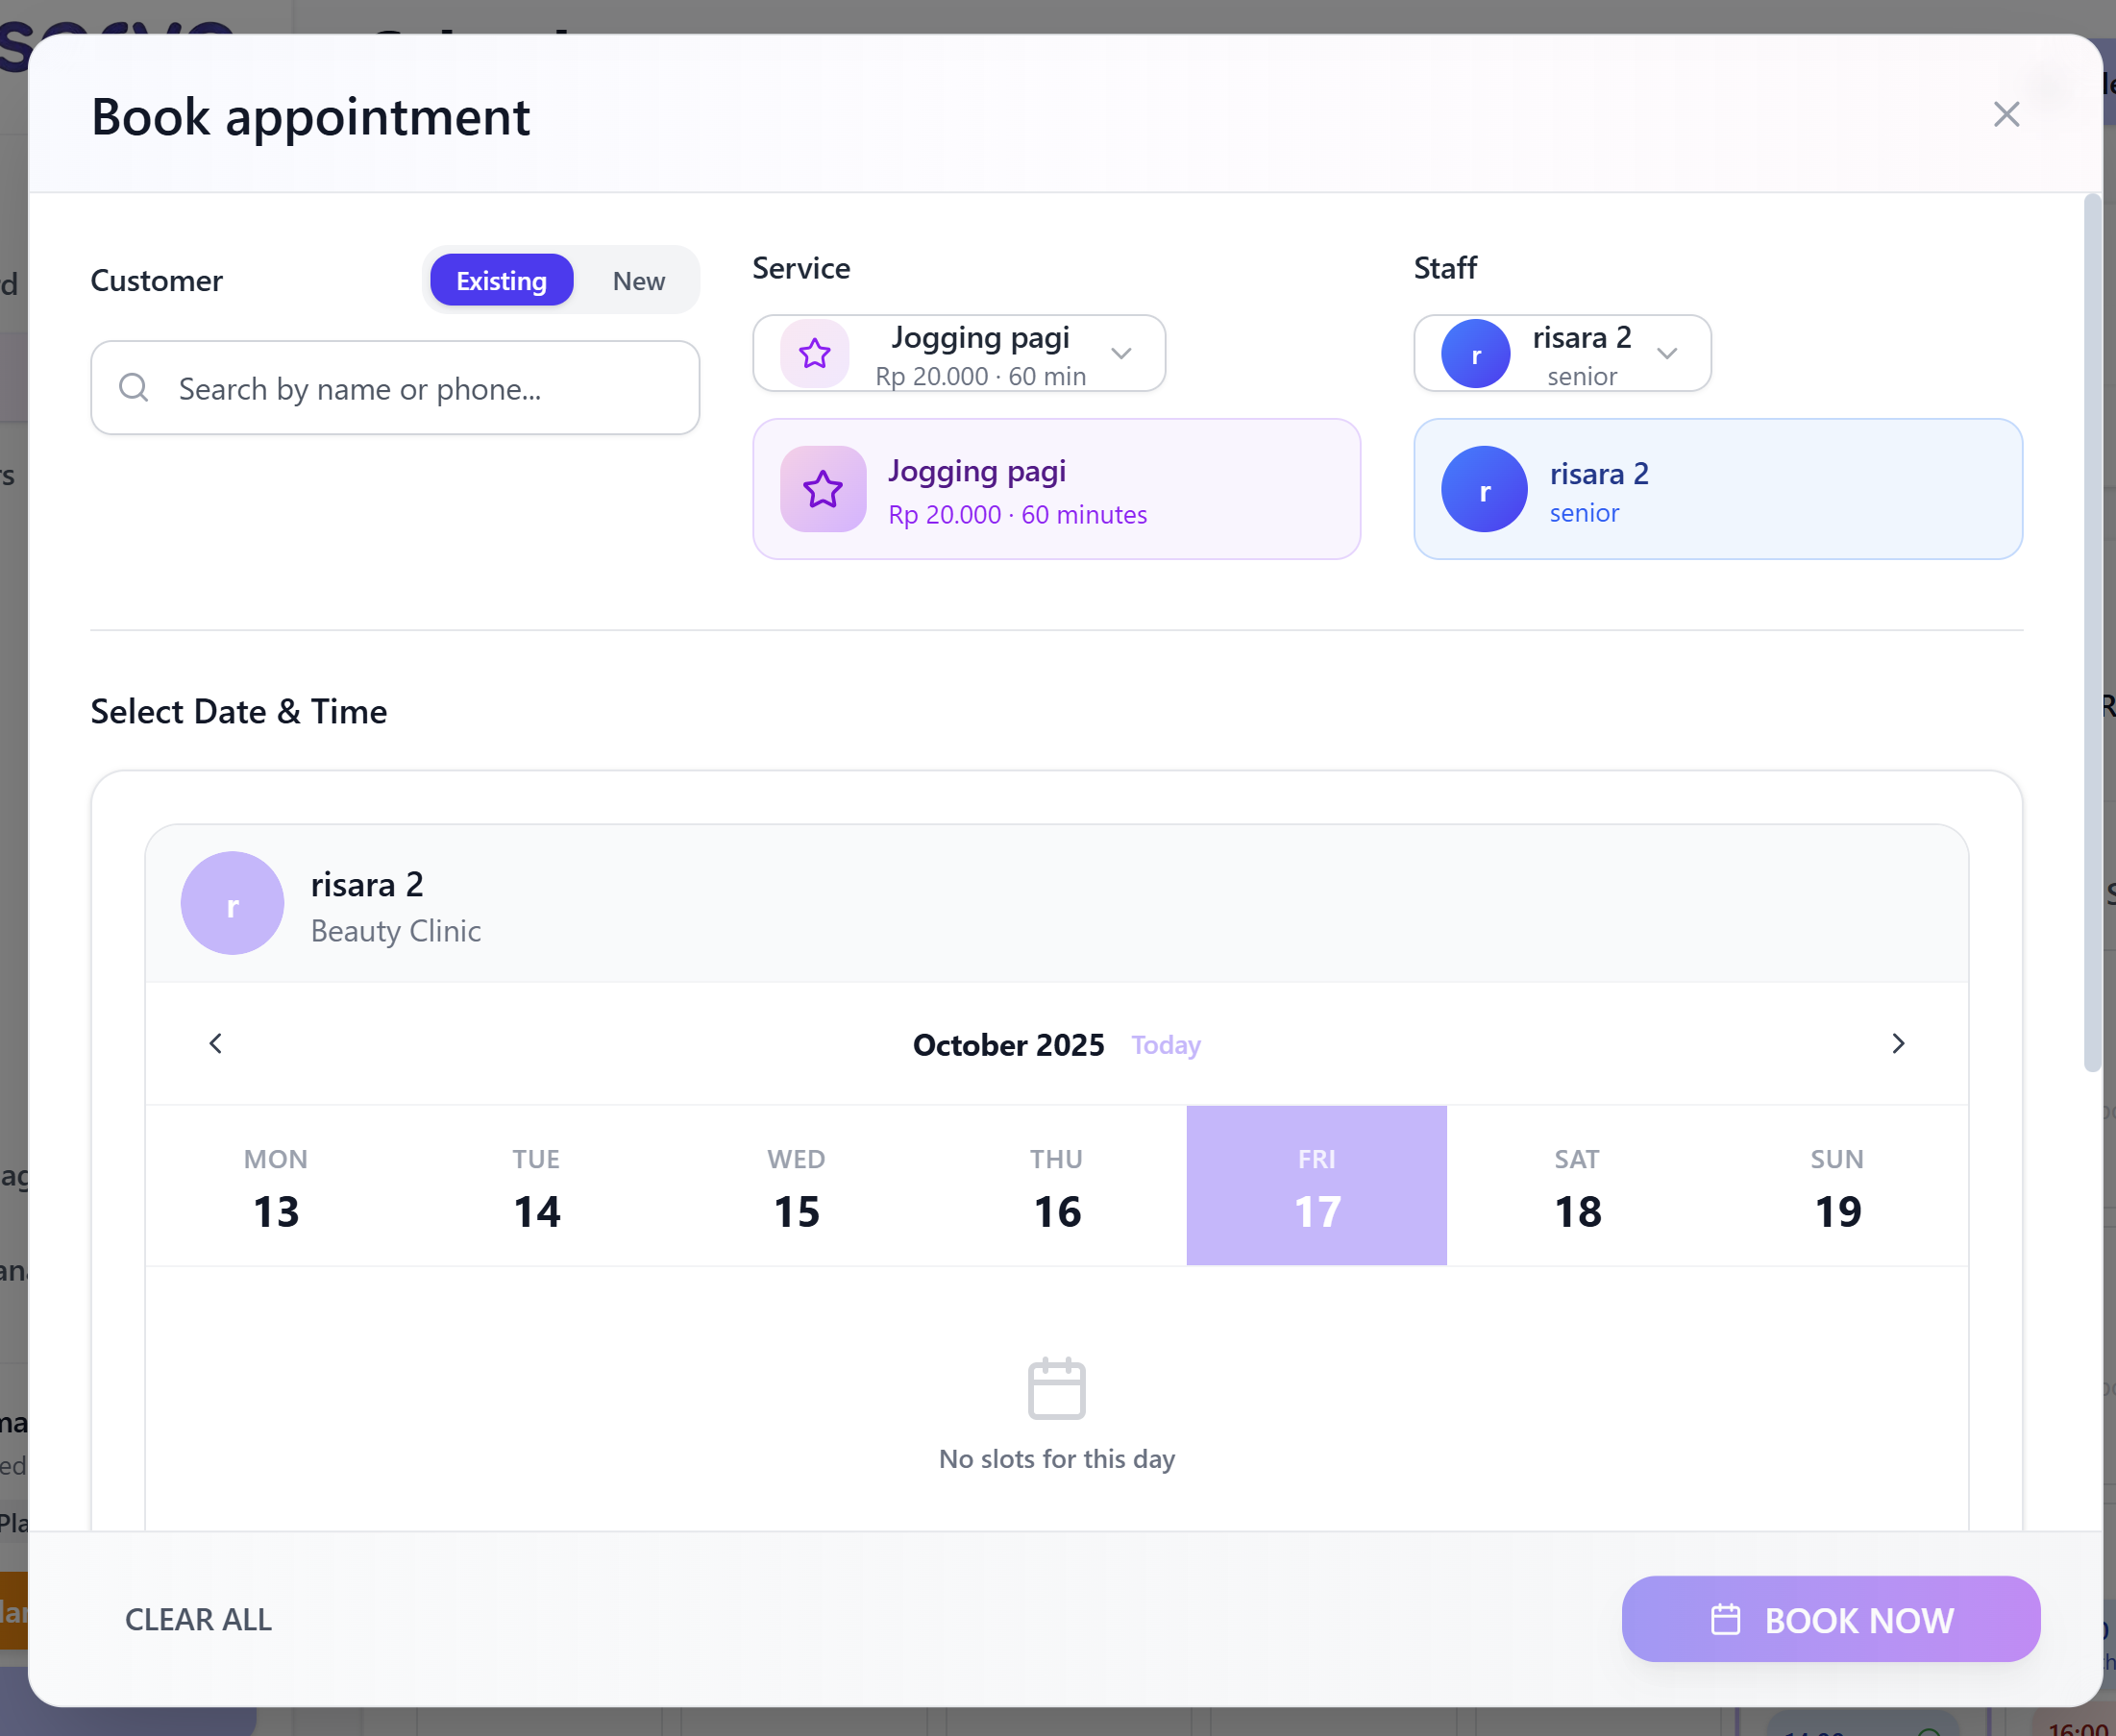 Book appointment
Customer
Existing
New
Search by name or phone...
Service
Jogging pagi
Rp 20.000 · 60 min
Jogging pagi
Rp 20.000 · 60 minutes
Staff
r
risara 2
senior
r
risara 2
senior
Select Date & Time
r
risara 2
Beauty Clinic
October 2025 Today
MON TUE WED THU FRI SAT SUN
13 14 15 16 17 18 19
No slots for this day
CLEAR ALL
BOOK NOW
16:00